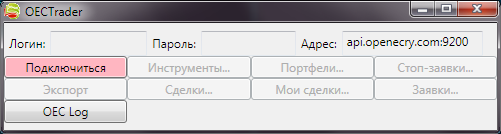 OECTrader
Логин: Пароль: Адрес: api.openecry.com:9200
Подключиться Инструменты... Портфели... Стоп-заявки...
Экспорт Сделки... Мои сделки... Заявки...
OEC Log